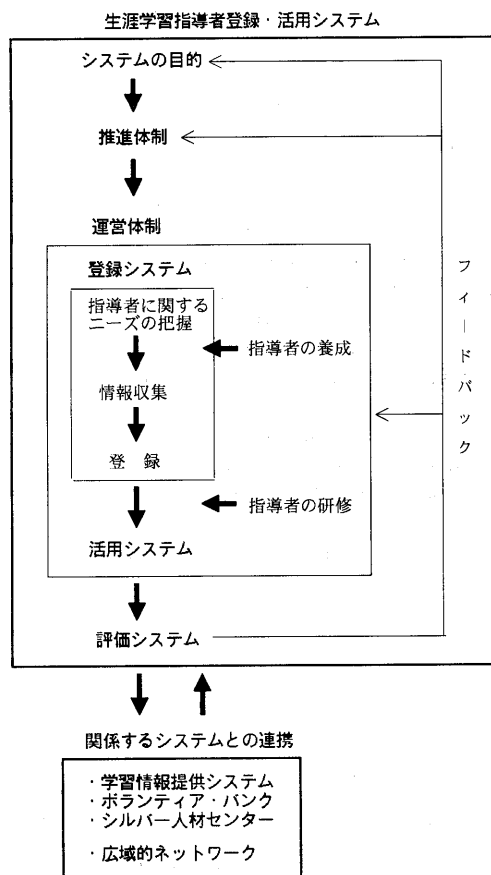 生涯学習指導者登録・活用システム
システムの目的
推進体制
運営体制
登録システム
指導者に関する
ニーズの把握
指導者の養成
情報収集
登 録
指導者の研修
活用システム
評価システム
フィードバック
関係するシステムとの連携
・学習情報提供システム
・ボランティア・バンク
・シルバー人材センター
・広域的ネットワーク